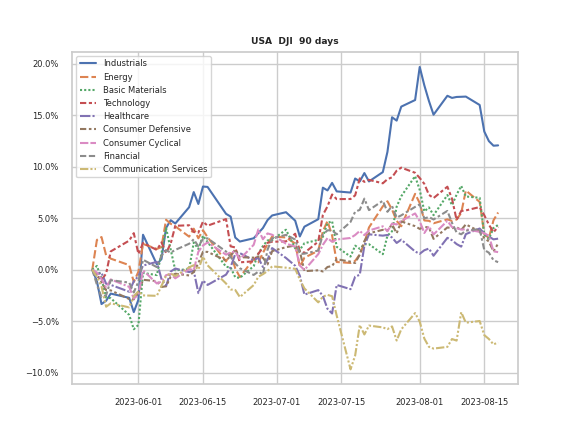 USA DJI 90 days
20.0%
15.0%
10.0%
5.0%
0.0%
−5.0%
−10.0%
Industrials
Energy
Basic Materials
Technology
Healthcare
Consumer Defensive
Consumer Cyclical
Financial
Communication Services
2023-06-01 2023-06-15 2023-07-01 2023-07-15 2023-08-01 2023-08-15